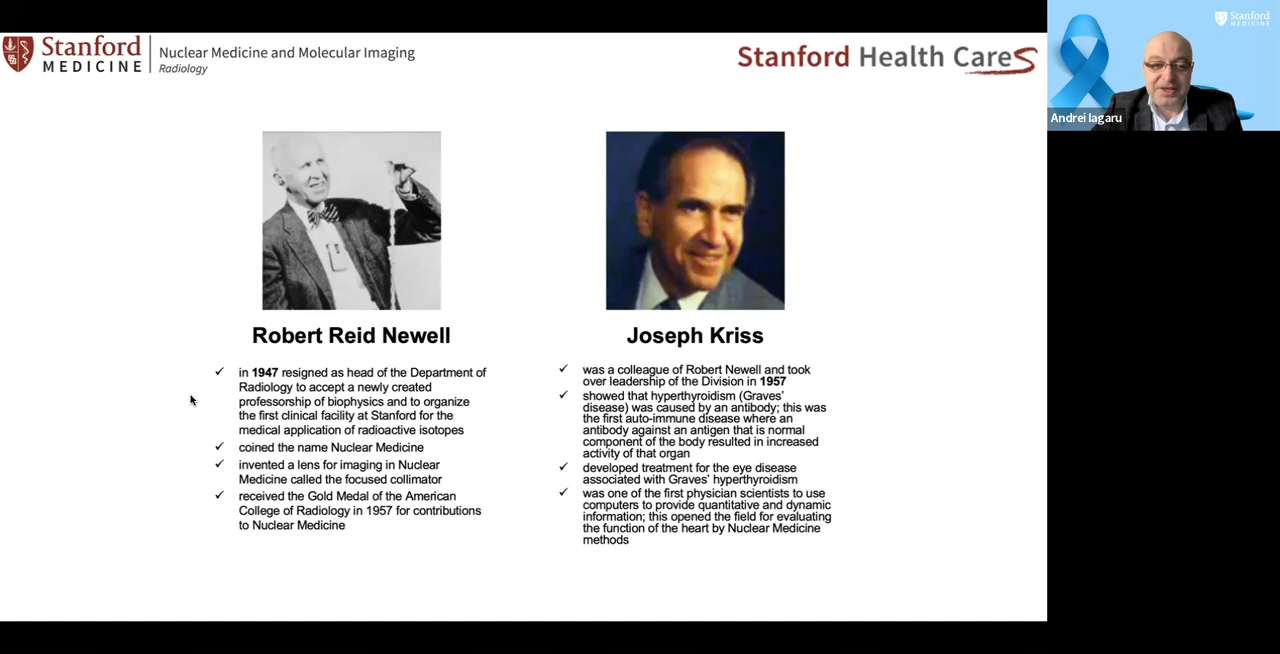 Stanford
MEDICINE
Nuclear Medicine and Molecular Imaging
Radiology
Stanford Health CareS
Stanford
MEDICINE
Andrei Iagaru
Robert Reid Newell
in 1947 resigned as head of the Department of
Radiology to accept a newly created
professorship of biophysics and to organize
the first clinical facility at Stanford for the
medical application of radioactive isotopes
coined the name Nuclear Medicine
invented a lens for imaging in Nuclear
Medicine called the focused collimator
received the Gold Medal of the American
College of Radiology in 1957 for contributions
to Nuclear Medicine
Joseph Kriss
was a colleague of Robert Newell and took
over leadership of the Division in 1957
showed that hyperthyroidism (Graves'
disease) was caused by an antibody; this was
the first auto-immune disease where an
antibody against an antigen that is normal
component of the body resulted in increased
activity of that organ
developed treatment for the eye disease
associated with Graves' hyperthyroidism
was one of the first physician scientists to use
computers to provide quantitative and dynamic
information; this opened the field for evaluating
the function of the heart by Nuclear Medicine
methods